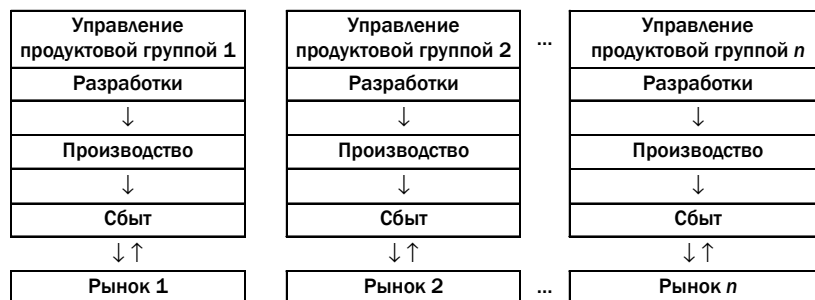 Управление
продуктовой группой 1
Разработки
↓
Производство
↓
Сбыт
↓↑
Рынок 1
Управление
продуктовой группой 2
Разработки
↓
Производство
↓
Сбыт
↓↑
Рынок 2
...
...
Управление
продуктовой группой n
Разработки
↓
Производство
↓
Сбыт
↓↑
Рынок n